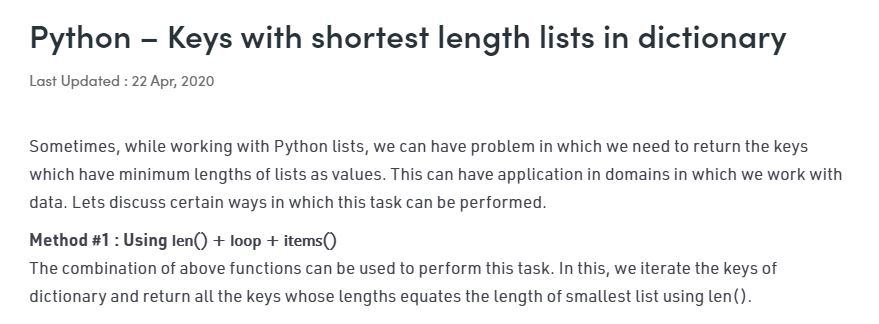 Python – Keys with shortest length lists in dictionary
Last Updated : 22 Apr, 2020
Sometimes, while working with Python lists, we can have problem in which we need to return the keys
which have minimum lengths of lists as values. This can have application in domains in which we work with
data. Lets discuss certain ways in which this task can be performed.
Method #1 : Using len() + loop + items()
The combination of above functions can be used to perform this task. In this, we iterate the keys of
dictionary and return all the keys whose lengths equates the length of smallest list using len().